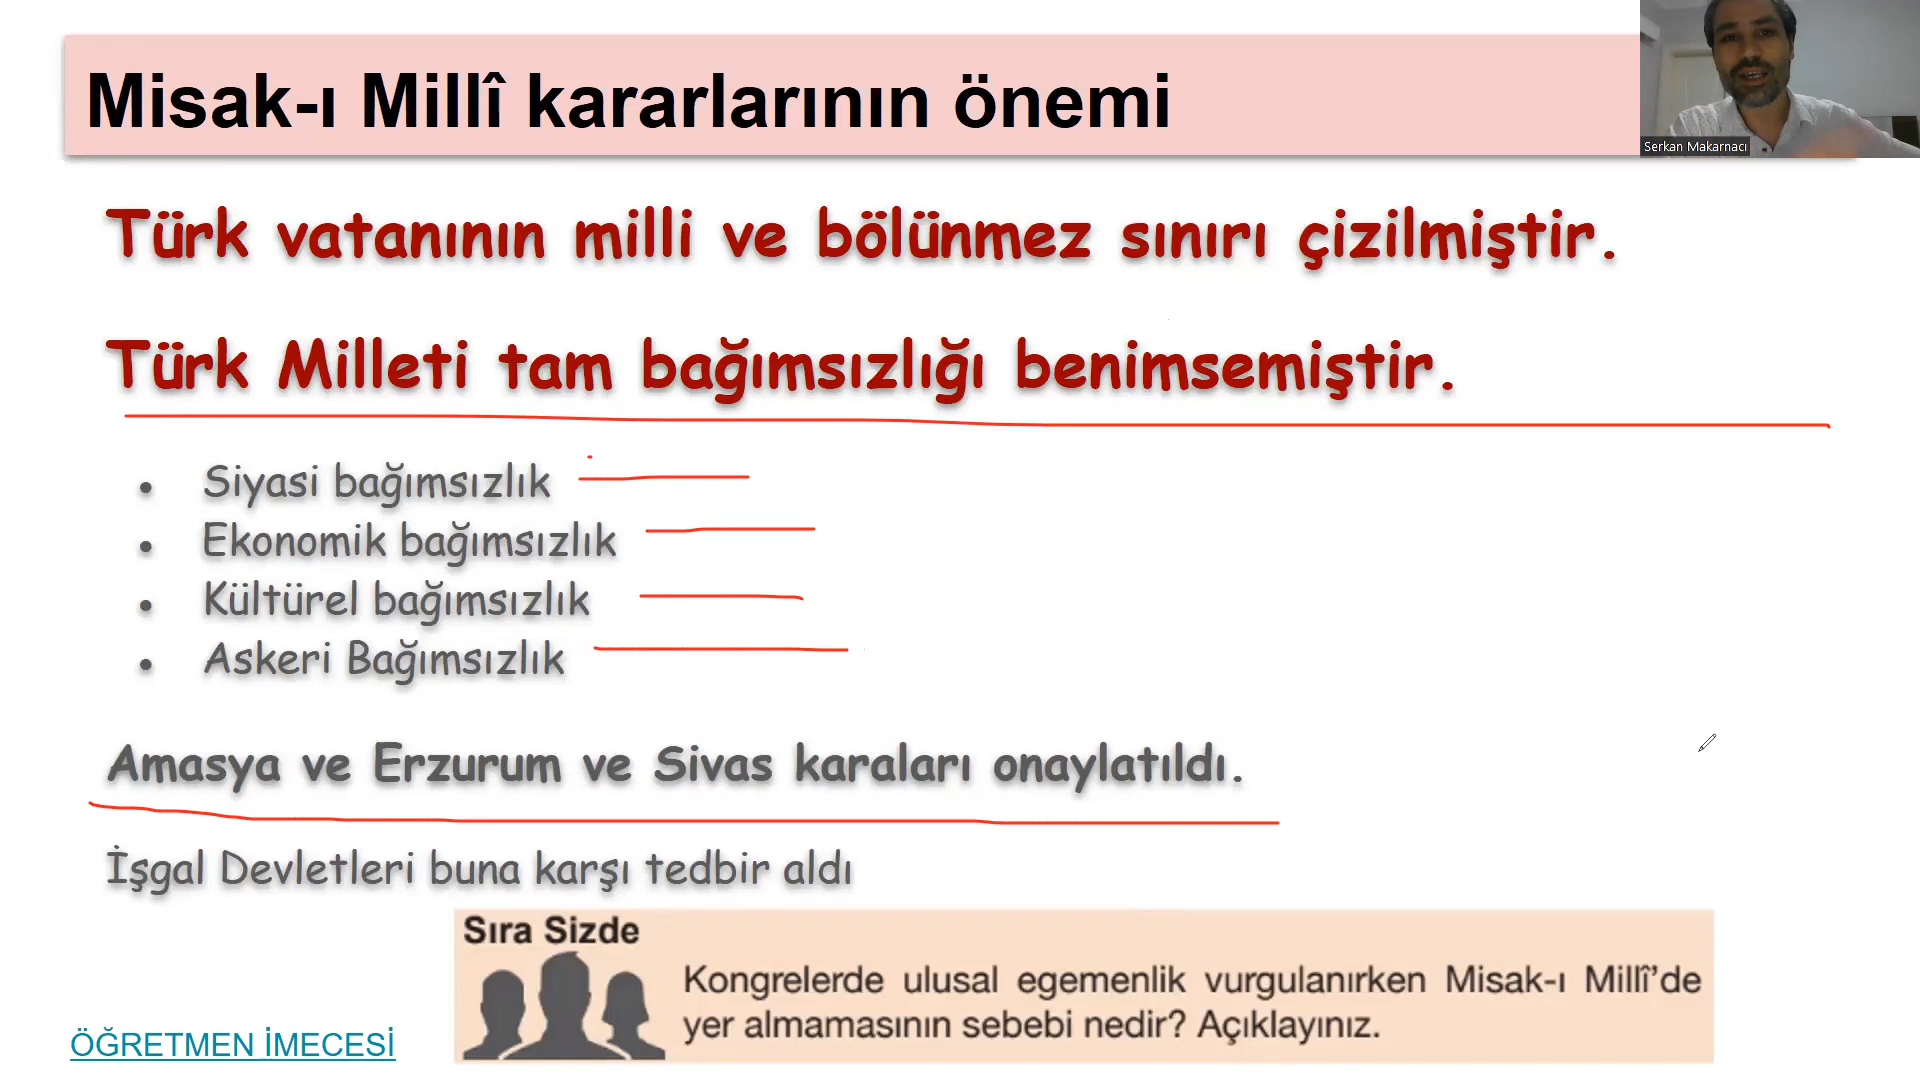 Misak-ı Millî kararlarının önemi
Serkan Makarnacı
Türk vatanının milli ve bölünmez sınırı çizilmiştir.
Türk Milleti tam bağımsızlığı benimsemiştir.
• Siyasi bağımsızlık
• Ekonomik bağımsızlık
• Kültürel bağımsızlık
• Askeri Bağımsızlık
Amasya ve Erzurum ve Sivas karaları onaylatıldı.
İşgal Devletleri buna karşı tedbir aldı
Sıra Sizde
Kongrelerde ulusal egemenlik vurgulanırken Misak-ı Millî’de
yer almamasının sebebi nedir? Açıklayınız.
ÖĞRETMEN İMECESİ